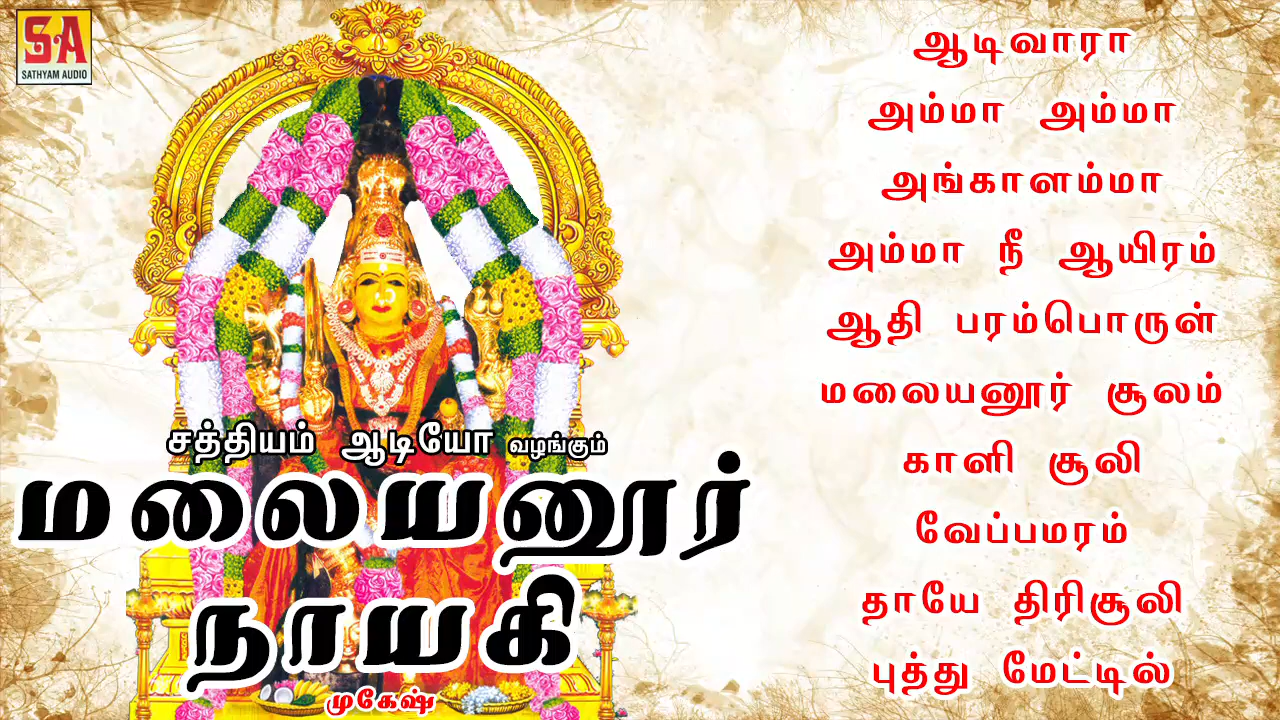 SA
SATHYAM AUDIO
சத்தியம் ஆடியோ வழங்கும்
மலையனூர்
நாயகி
முகேஷ்
ஆடிவாரா
அம்மா அம்மா
அங்காளம்மா
அம்மா நீ ஆயிரம்
ஆதி பரம்பொருள்
மலையனூர் சூலம்
காளி சூலி
வேப்பமரம்
தாயே திரிசூலி
புத்து மேட்டில்